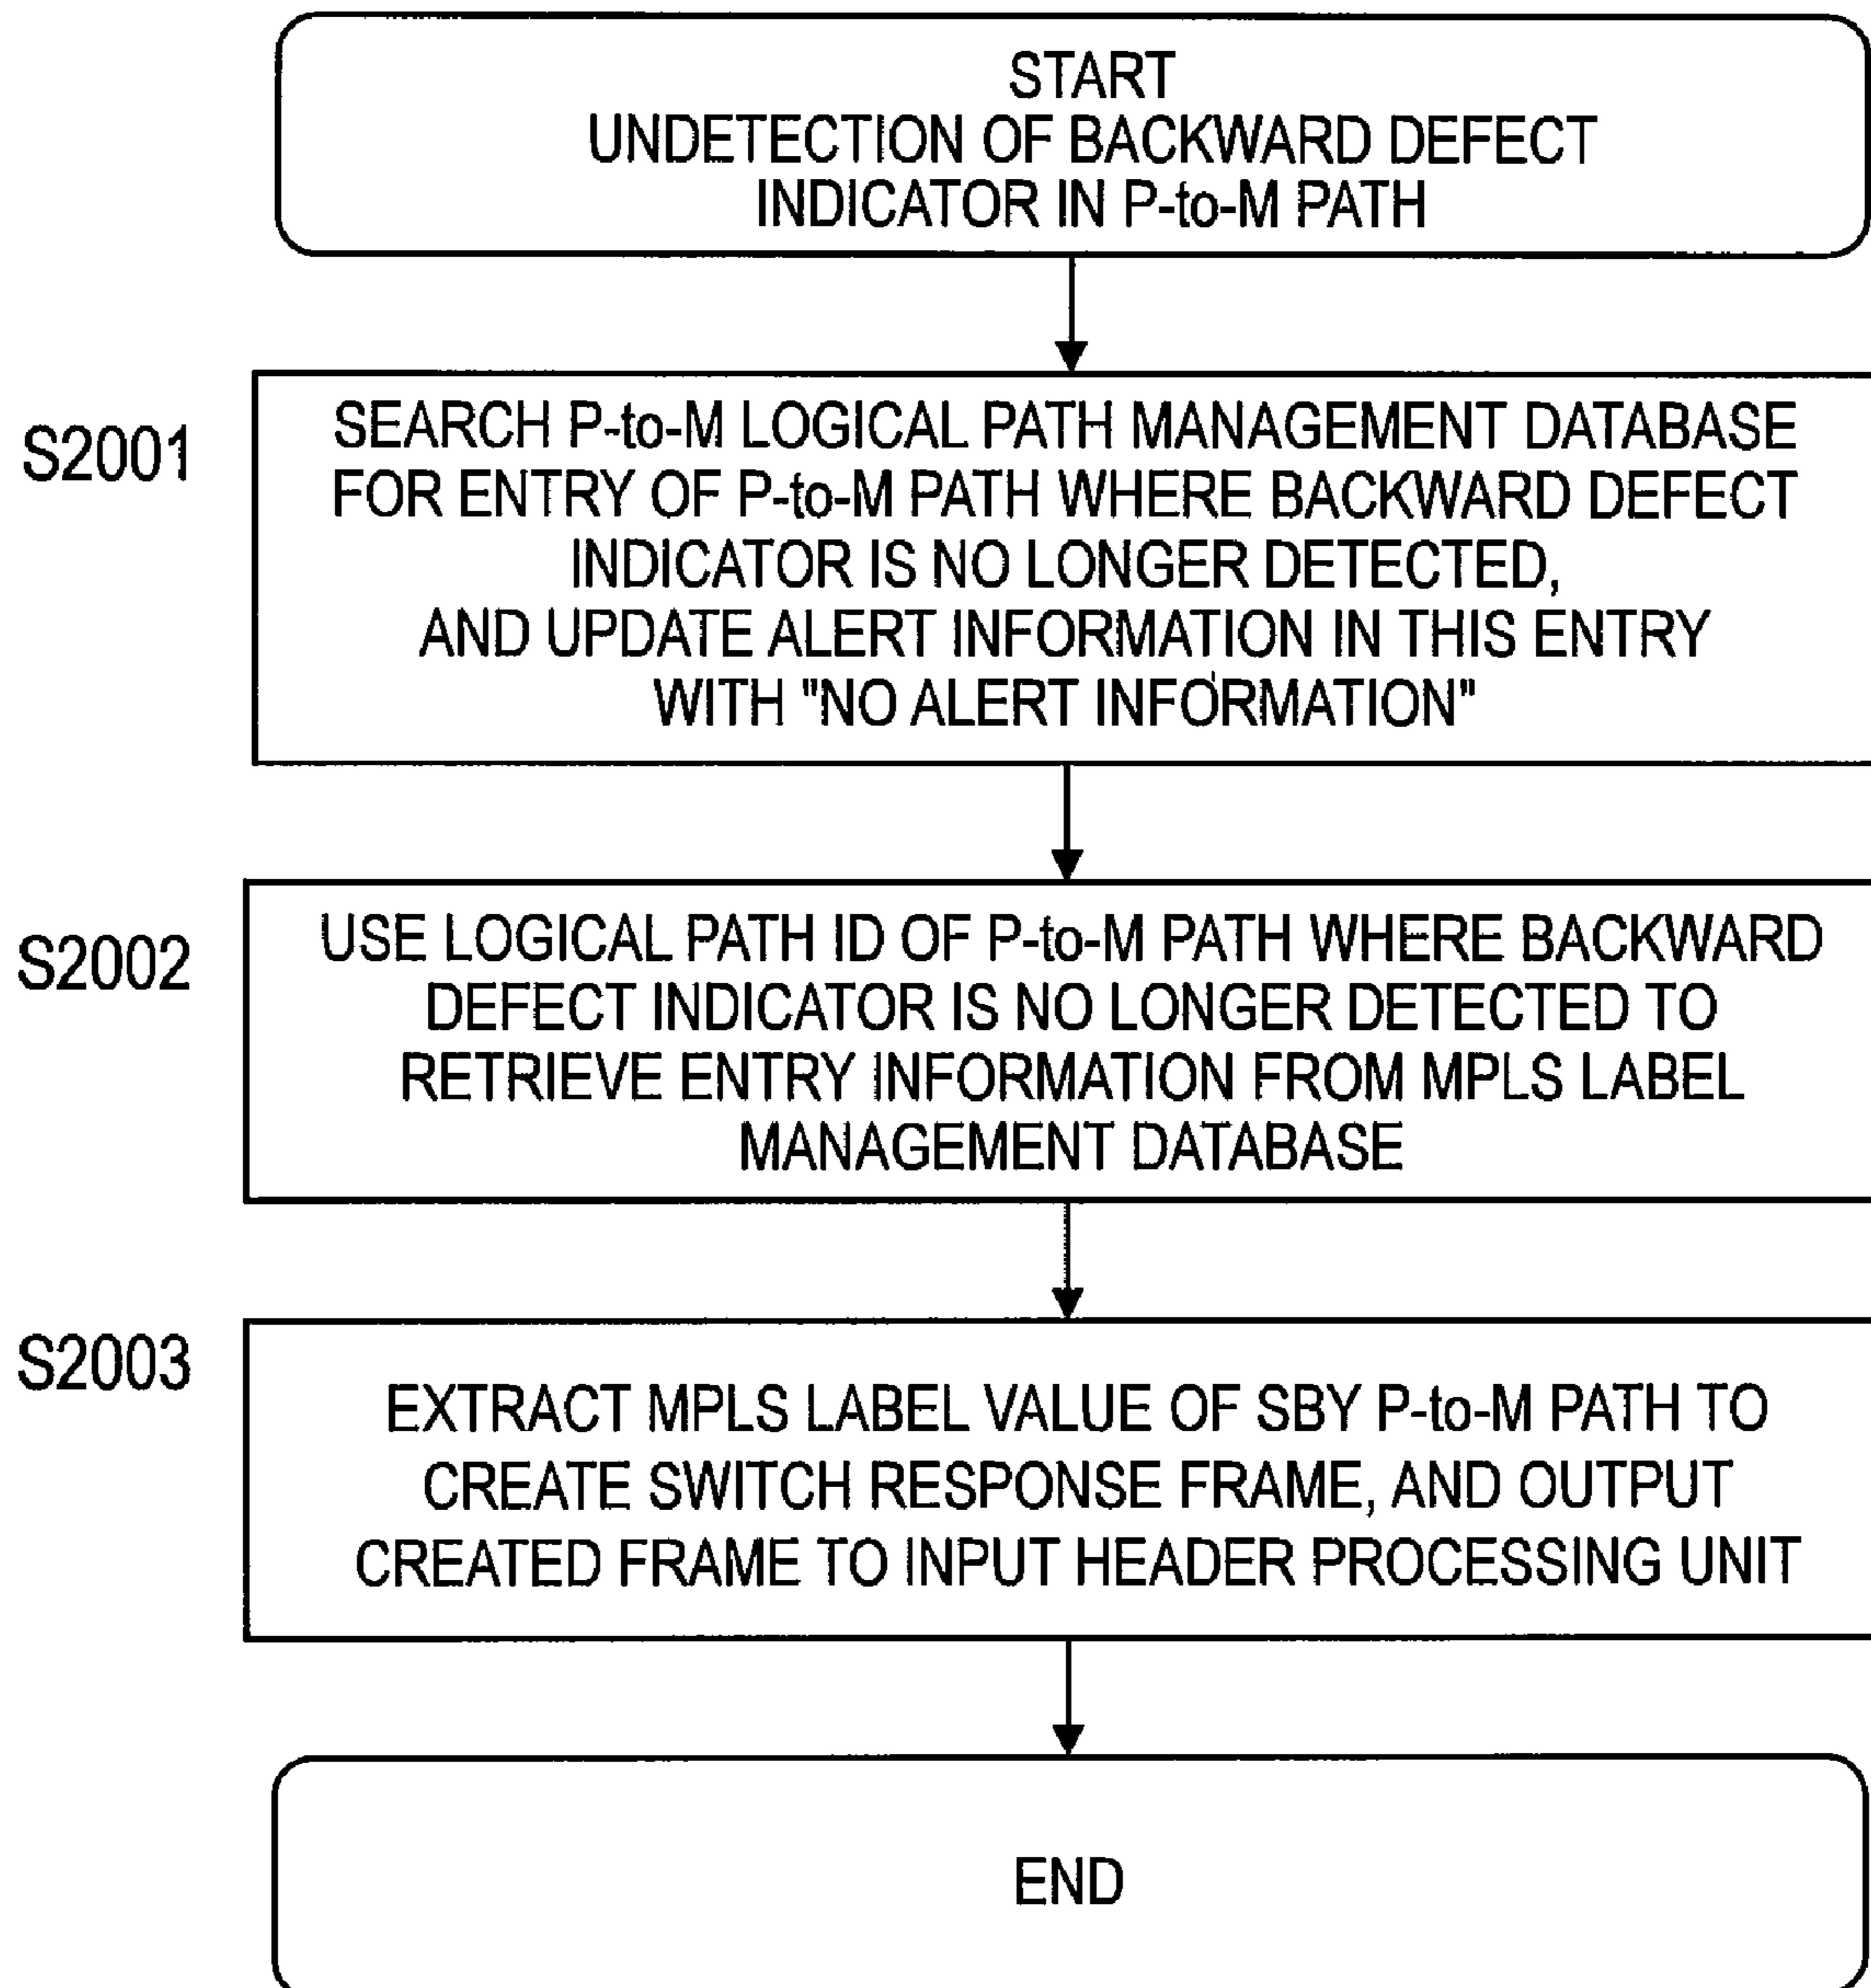 START
UNDETECTION OF BACKWARD DEFECT
INDICATOR IN P-to-M PATH
S2001
SEARCH P-to-M LOGICAL PATH MANAGEMENT DATABASE
FOR ENTRY OF P-to-M PATH WHERE BACKWARD DEFECT
INDICATOR IS NO LONGER DETECTED,
AND UPDATE ALERT INFORMATION IN THIS ENTRY
WITH "NO ALERT INFORMATION"
S2002
USE LOGICAL PATH ID OF P-to-M PATH WHERE BACKWARD
DEFECT INDICATOR IS NO LONGER DETECTED TO
RETRIEVE ENTRY INFORMATION FROM MPLS LABEL
MANAGEMENT DATABASE
S2003
EXTRACT MPLS LABEL VALUE OF SBY P-to-M PATH TO
CREATE SWITCH RESPONSE FRAME, AND OUTPUT
CREATED FRAME TO INPUT HEADER PROCESSING UNIT
END